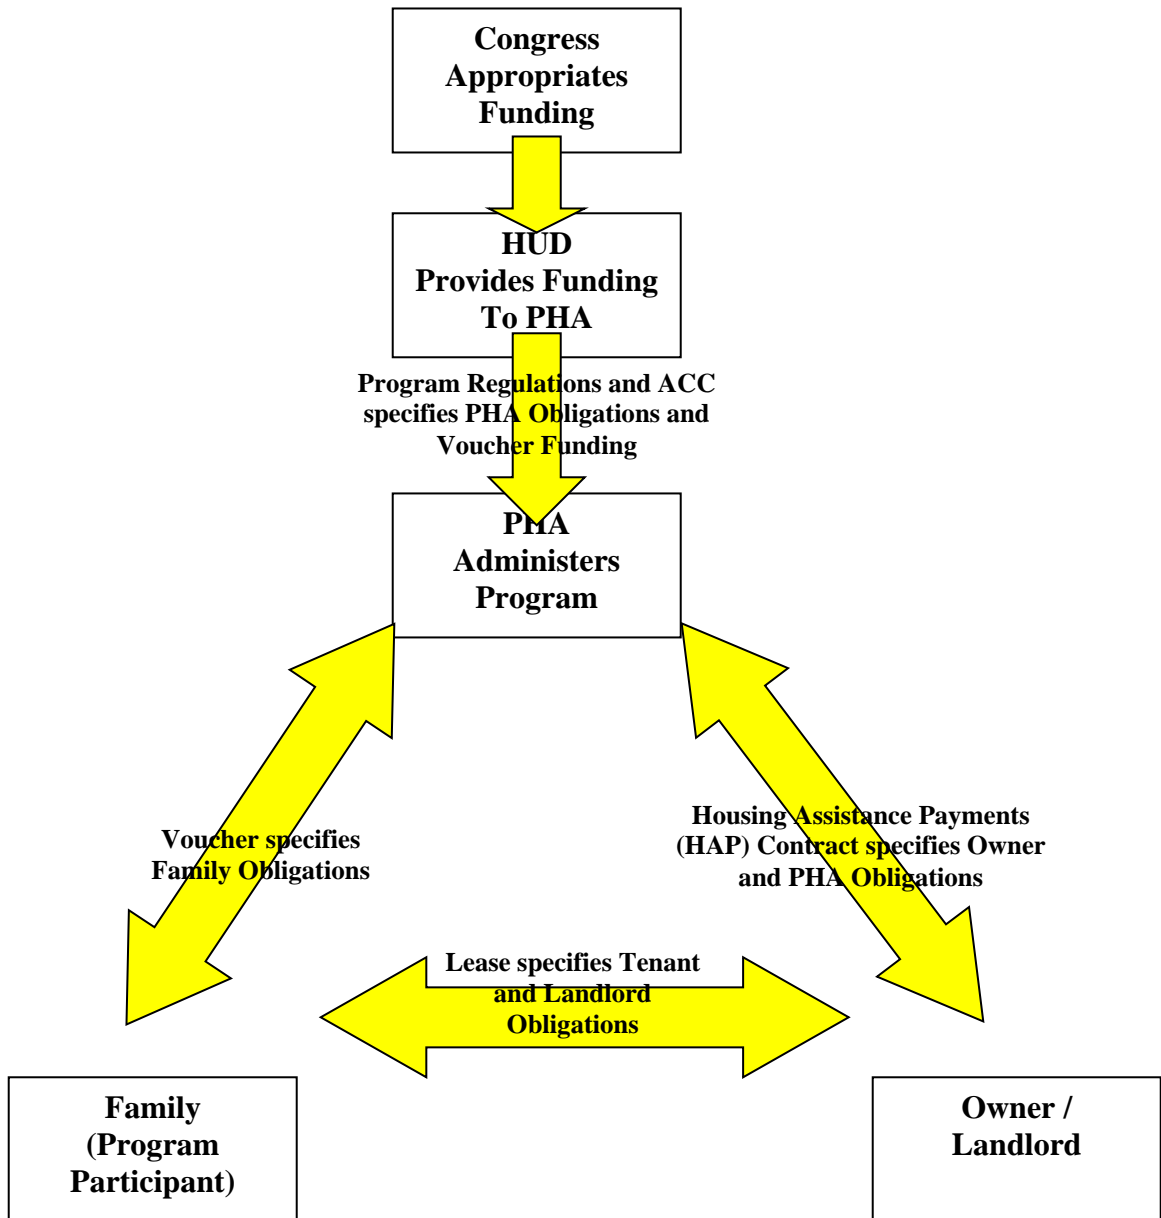 Congress
Appropriates
Funding
HUD
Provides Funding
To PHA
Program Regulations and ACC
specifies PHA Obligations and
Voucher Funding
PHA
Administers
Program
Voucher specifies
Family Obligations
Housing Assistance Payments
(HAP) Contract specifies Owner
and PHA Obligations
Lease specifies Tenant
and Landlord
Obligations
Family
(Program
Participant)
Owner /
Landlord